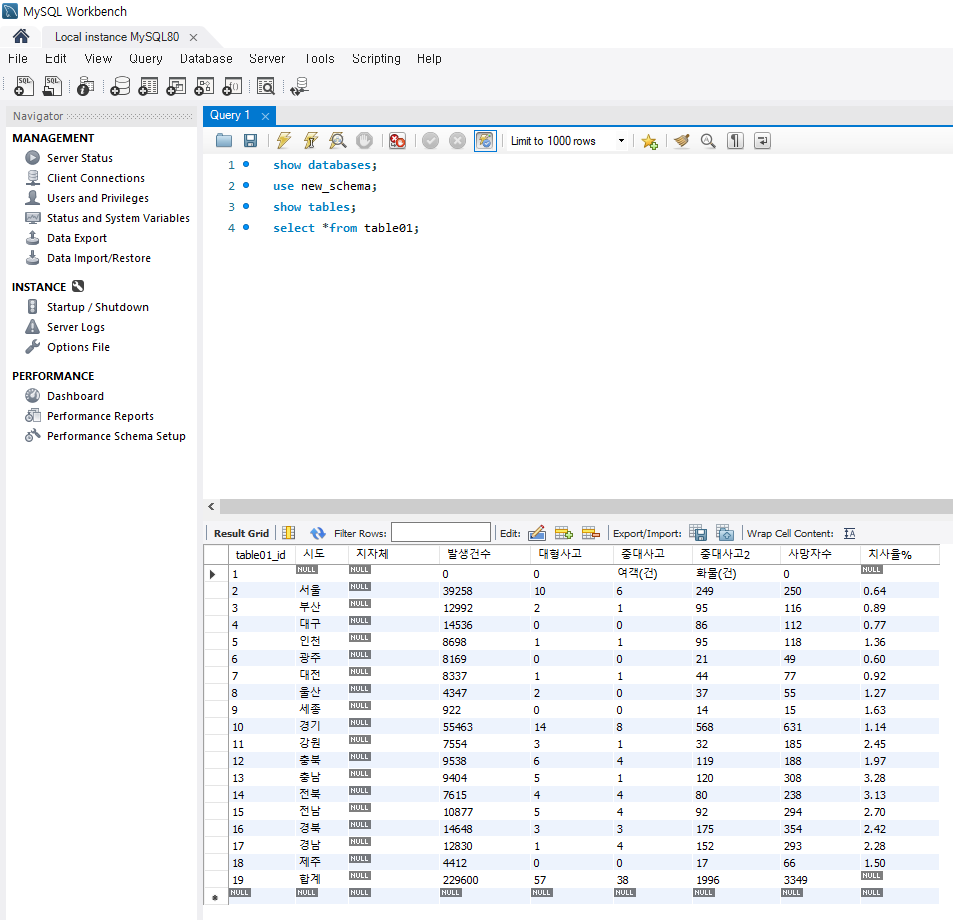 MySQL Workbench
Local instance MySQL80 ×
File Edit View Query Database Server Tools Scripting Help
Navigator
MANAGEMENT
Server Status
Client Connections
Users and Privileges
Status and System Variables
Data Export
Data Import/Restore
INSTANCE
Startup / Shutdown
Server Logs
Options File
PERFORMANCE
Dashboard
Performance Reports
Performance Schema Setup
Query 1 ×
Limit to 1000 rows
1 show databases;
2 use new_schema;
3 show tables;
4 select *from table01;
Result Grid Filter Rows: Edit: Export/Import: Wrap Cell Content:
table01_id 시도 지자체 발생건수 대형사고 중대사고 중대사고2 사망자수 치사율%
1 NULL NULL 0 0 여객(건) 화물(건) 0 NULL
2 서울 NULL 39258 10 6 249 250 0.64
3 부산 NULL 12992 2 1 95 116 0.89
4 대구 NULL 14536 0 0 86 112 0.77
5 인천 NULL 8698 1 1 95 118 1.36
6 광주 NULL 8169 0 0 21 49 0.60
7 대전 NULL 8337 1 1 44 77 0.92
8 울산 NULL 4347 2 0 37 55 1.27
9 세종 NULL 922 0 0 14 15 1.63
10 경기 NULL 55463 14 8 568 631 1.14
11 강원 NULL 7554 3 1 32 185 2.45
12 충북 NULL 9538 6 4 119 188 1.97
13 충남 NULL 9404 5 1 120 308 3.28
14 전북 NULL 7615 4 4 80 238 3.13
15 전남 NULL 10877 5 4 92 294 2.70
16 경북 NULL 14648 3 3 175 354 2.42
17 경남 NULL 12830 1 4 152 293 2.28
18 제주 NULL 4412 0 0 17 66 1.50
19 합계 NULL 229600 57 38 1996 3349 NULL
NULL NULL NULL NULL NULL NULL NULL NULL NULL